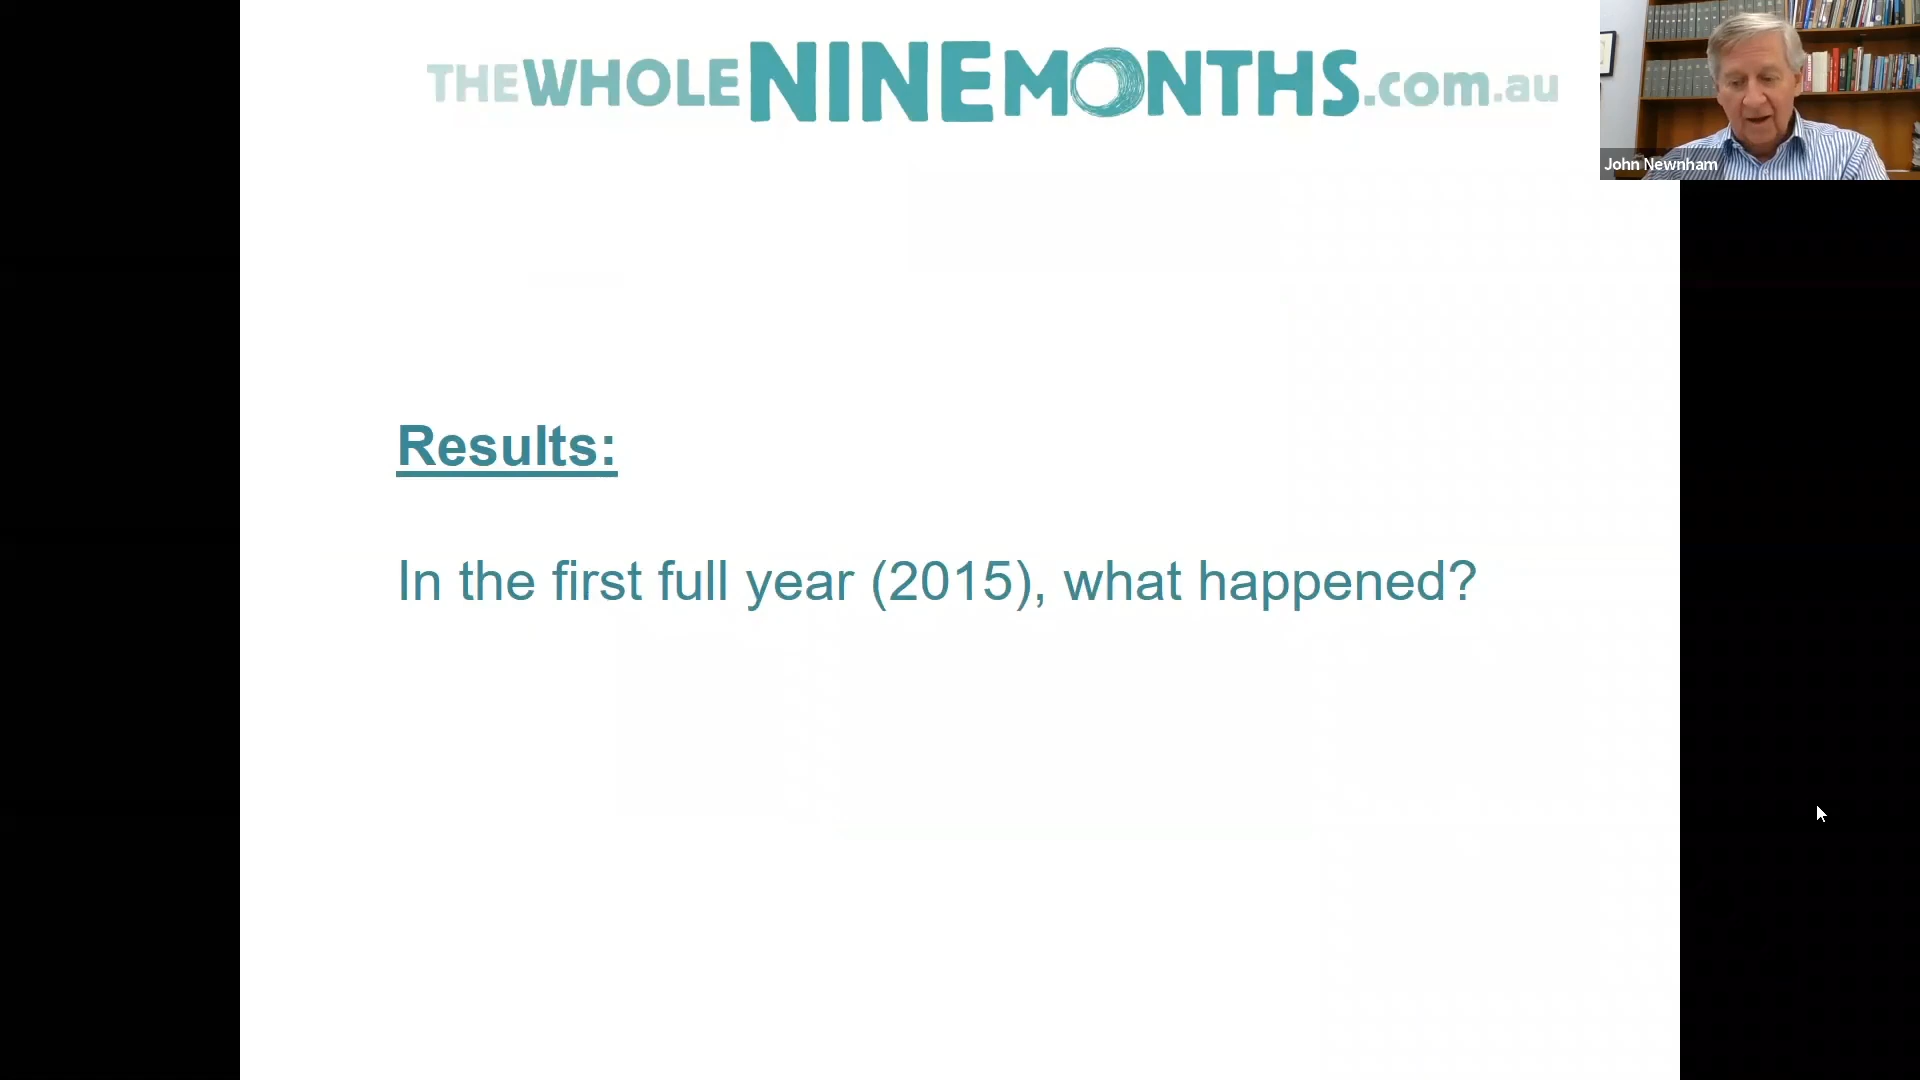 THEWHOLENINEMONTHS.com.au
John Newnham
Results:
In the first full year (2015), what happened?